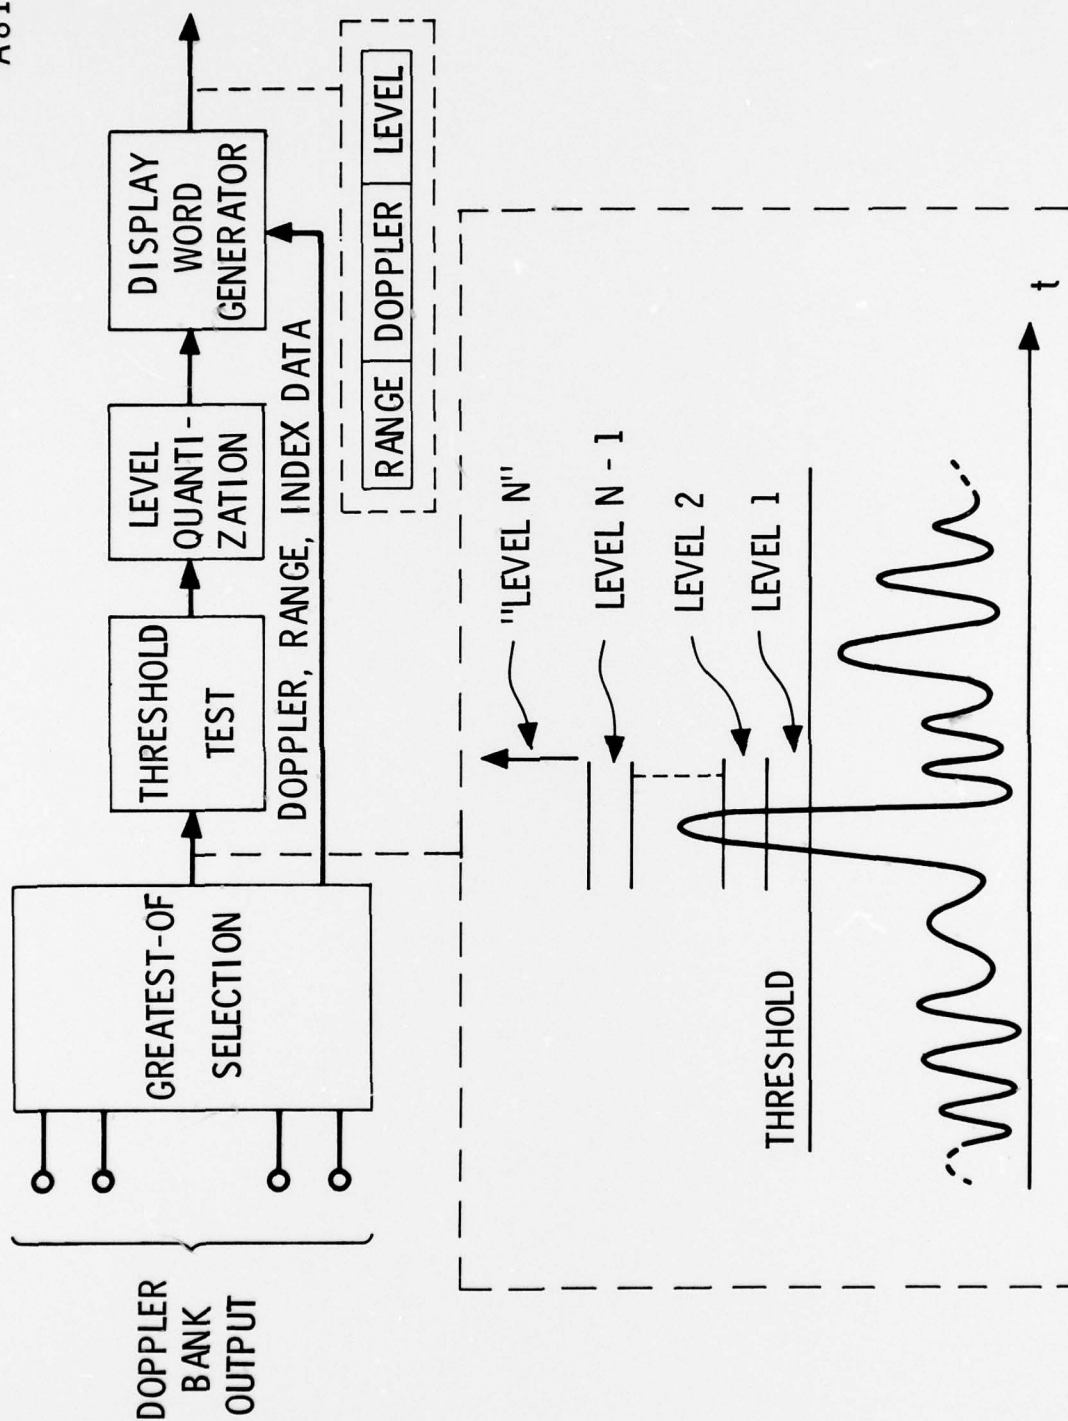 A81
DOPPLER
BANK
OUTPUT
GREATEST-OF
SELECTION
THRESHOLD
TEST
LEVEL
QUANTI-
ZATION
DISPLAY
WORD
GENERATOR
DOPPLER, RANGE, INDEX DATA
RANGE DOPPLER LEVEL
"LEVEL N"
LEVEL N - 1
LEVEL 2
LEVEL 1
THRESHOLD
t